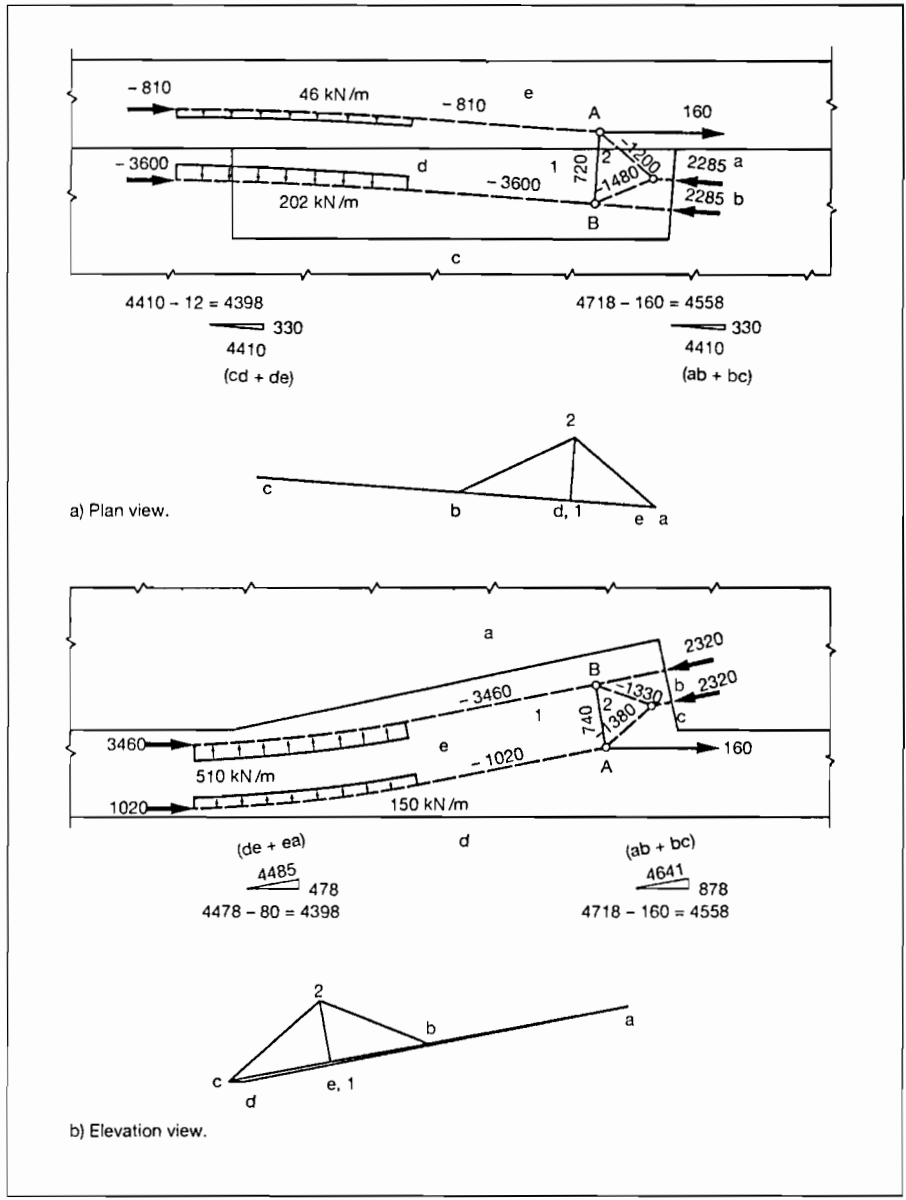 - 810
46 kN/m
- 810
e
A
160
- 3600
d
1
720
2
-1200
2285
a
- 3600
-1480
2285
b
202 kN/m
B
c
4410 - 12 = 4398
330
4410
(cd + de)
4718 - 160 = 4558
330
4410
(ab + bc)
2
c
b
d, 1
e
a
a) Plan view.
a
2320
B
-1330
2320
b
- 3460
1
2
740
-1380
c
3460
e
160
510 kN/m
- 1020
A
1020
150 kN/m
d
(de + ea)
4485
478
4478 - 80 = 4398
(ab + bc)
4641
878
4718 - 160 = 4558
2
b
a
c
d
e, 1
b) Elevation view.